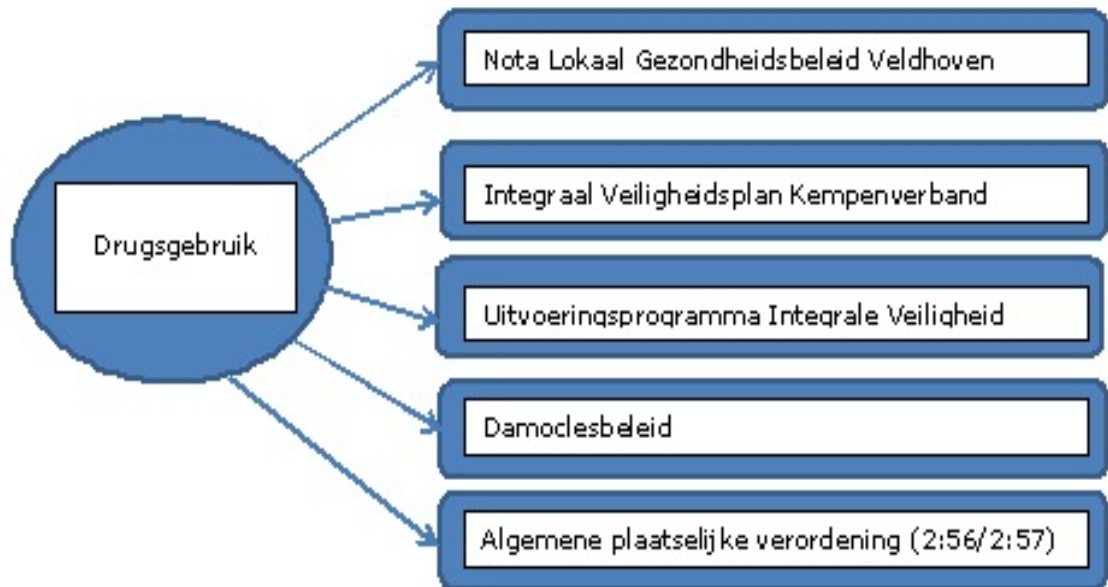 Nota Lokaal Gezondheidsbeleid Veldhoven
Integraal Veiligheidsplan Kempenverband
Drugsgebruik
Uitvoeringsprogramma Integrale Veiligheid
Damoclesbeleid
Algemene plaatselijke verordening (2:56/2:57)